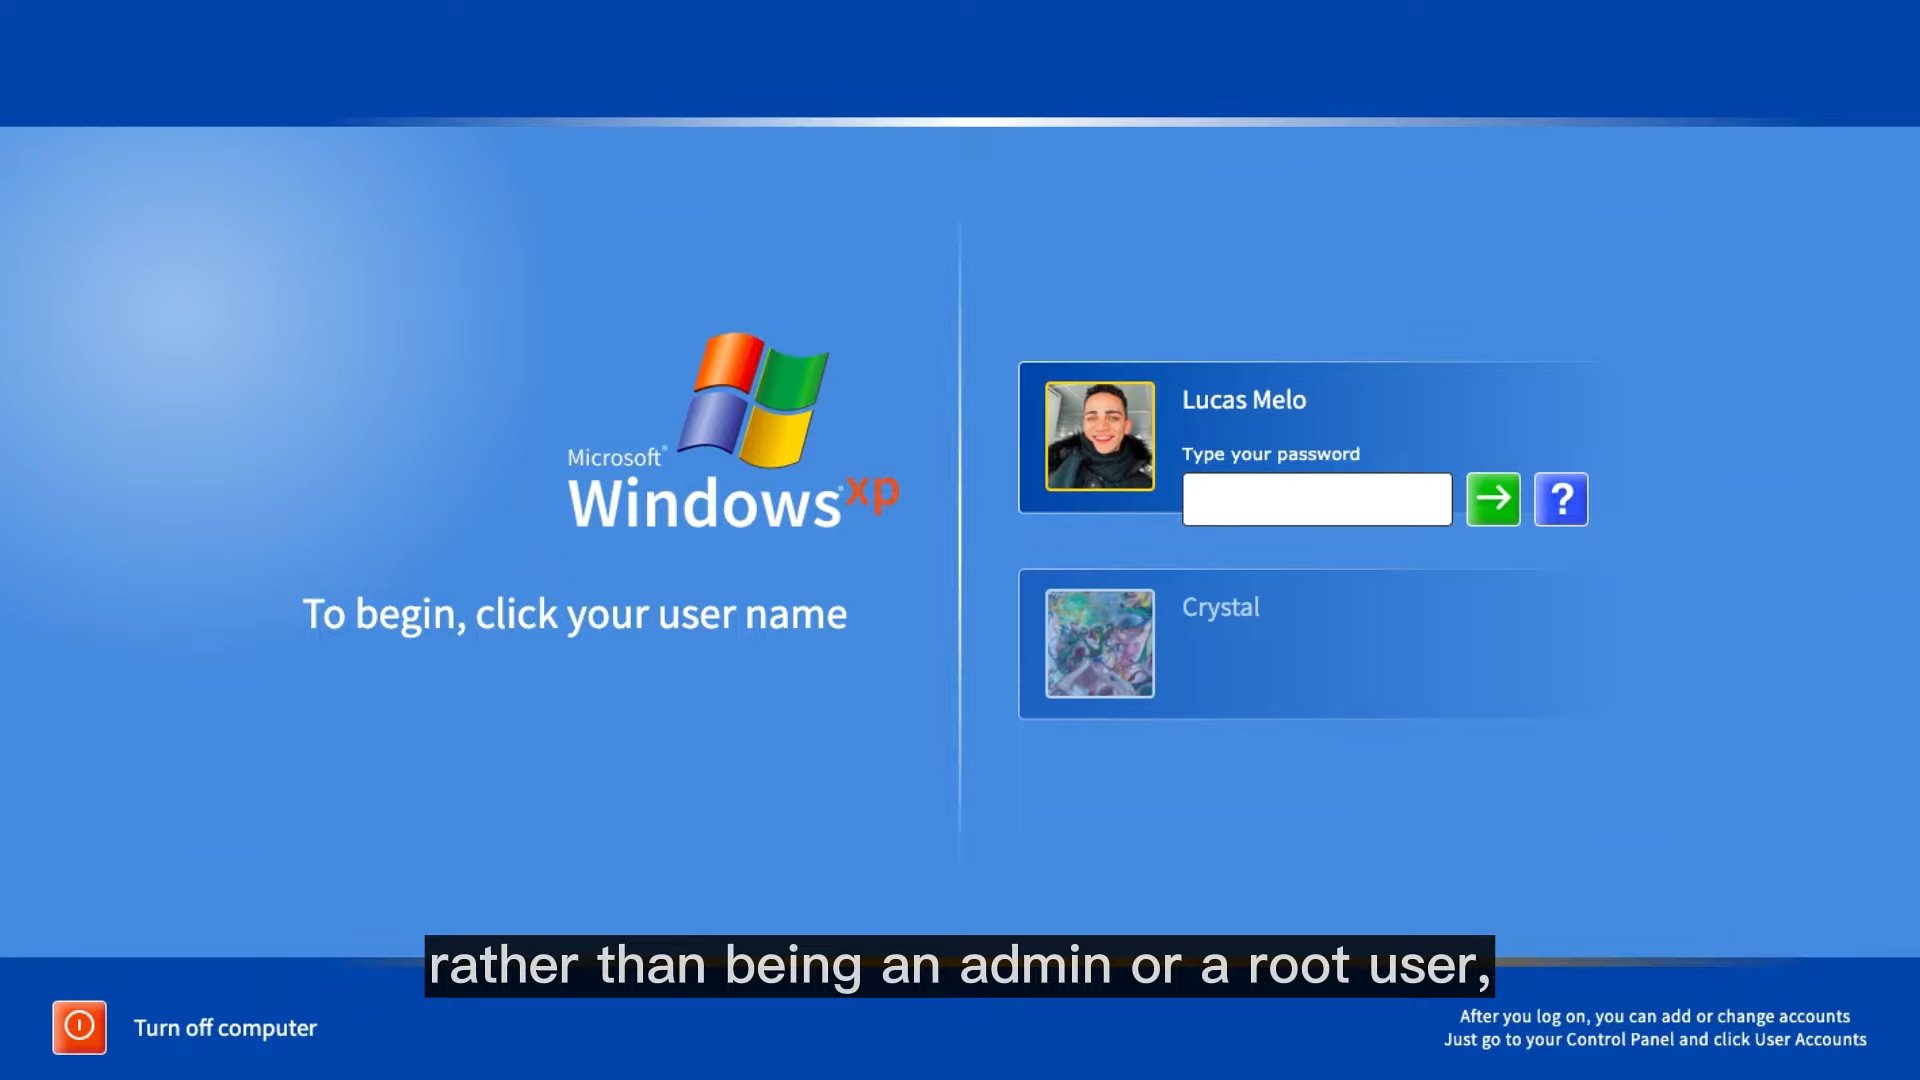 Microsoft®
Windows xp
To begin, click your user name
Lucas Melo
Type your password
?
Crystal
rather than being an admin or a root user,
Turn off computer
After you log on, you can add or change accounts
Just go to your Control Panel and click User Accounts